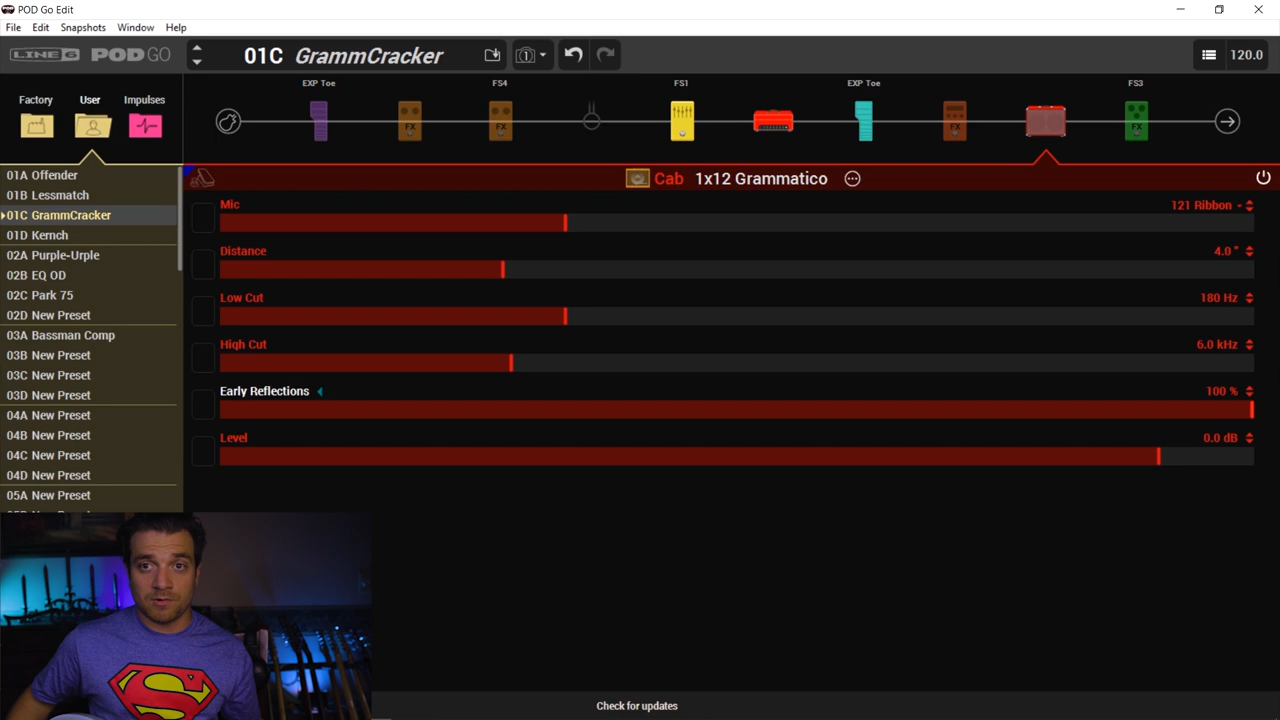 POD Go Edit
File Edit Snapshots Window Help
LINE 6 POD GO
01C GrammCracker
1
120.0
Factory User Impulses
EXP Toe FS4 FS1 EXP Toe FS3
FX FX FX FX
01A Offender
01B Lessmatch
01C GrammCracker
01D Kernch
02A Purple-Urple
02B EQ OD
02C Park 75
02D New Preset
03A Bassman Comp
03B New Preset
03C New Preset
03D New Preset
04A New Preset
04B New Preset
04C New Preset
04D New Preset
05A New Preset
Cab 1x12 Grammatico
Mic 121 Ribbon
Distance 4.0 "
Low Cut 180 Hz
High Cut 6.0 kHz
Early Reflections 100 %
Level 0.0 dB
S
Check for updates